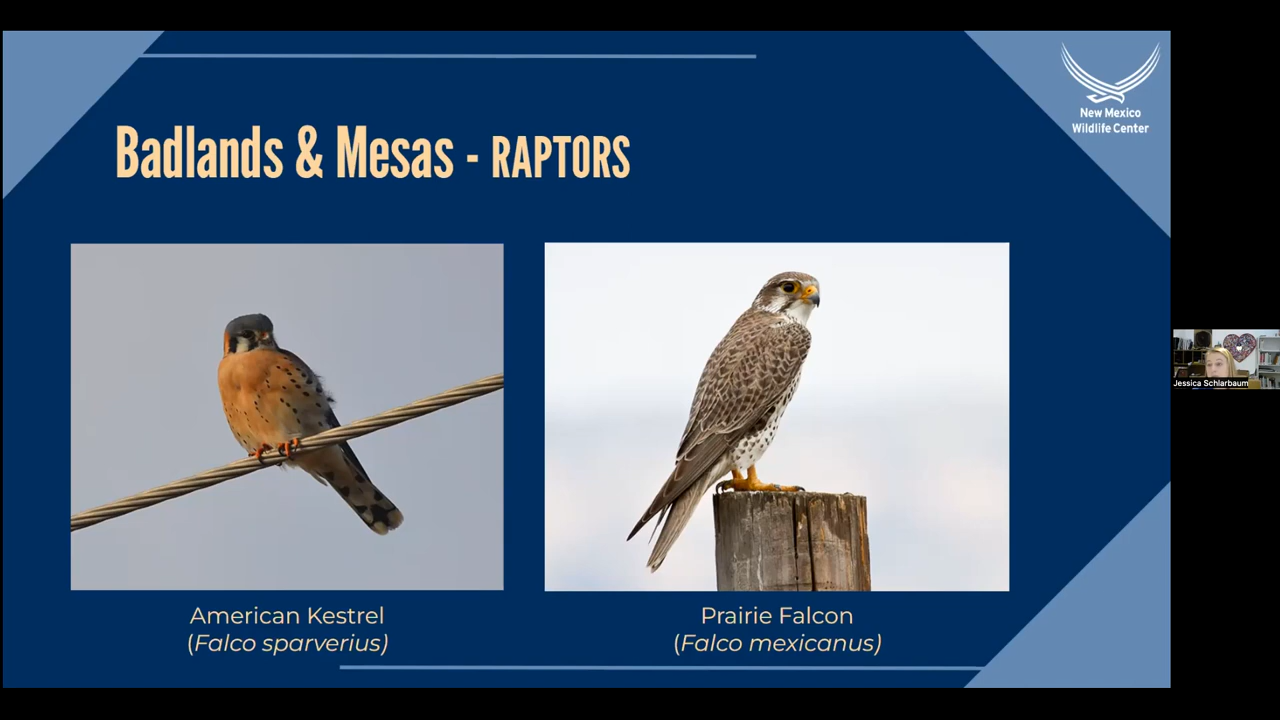 New Mexico
Wildlife Center
Badlands & Mesas - RAPTORS
American Kestrel
(Falco sparverius)
Prairie Falcon
(Falco mexicanus)
Jessica Schlarbaum